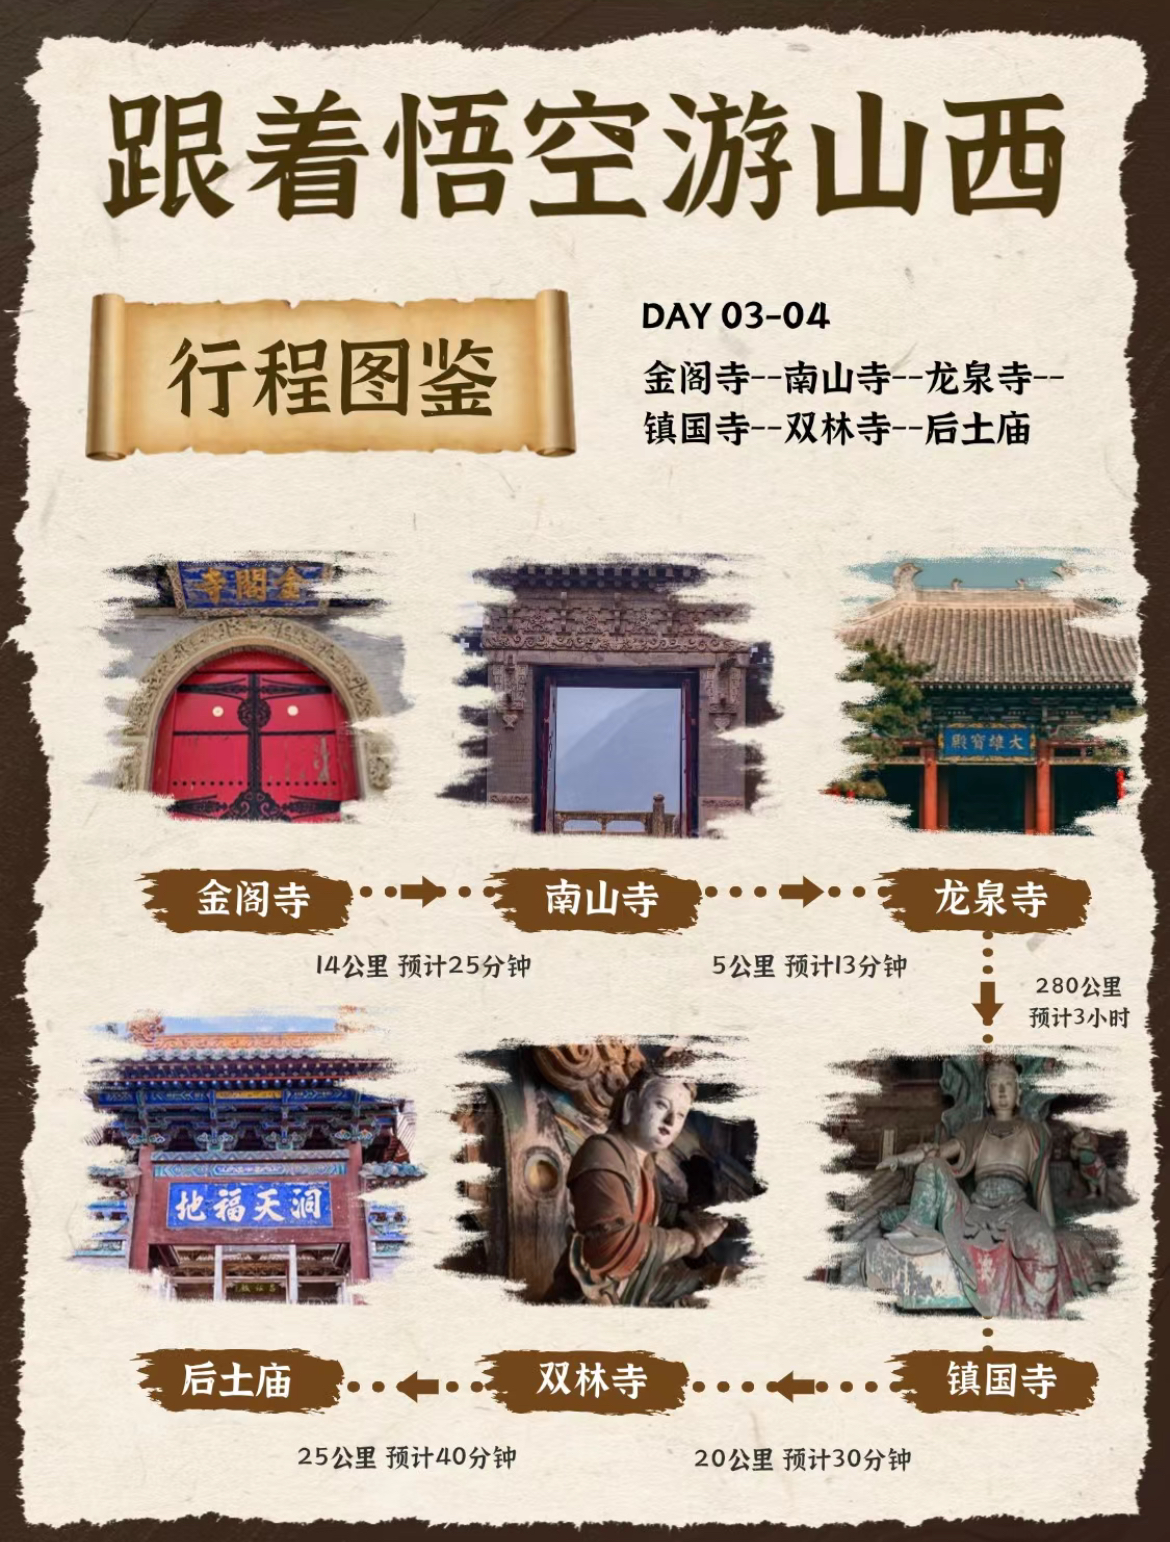 跟着悟空游山西
行程图鉴
DAY 03-04
金阁寺--南山寺--龙泉寺--
镇国寺--双林寺--后土庙
寺閣金
殿寳雄大
金阁寺
南山寺
龙泉寺
14公里 预计25分钟
5公里 预计13分钟
280公里
预计3小时
地福天洞
后土庙
双林寺
镇国寺
25公里 预计40分钟
20公里 预计30分钟